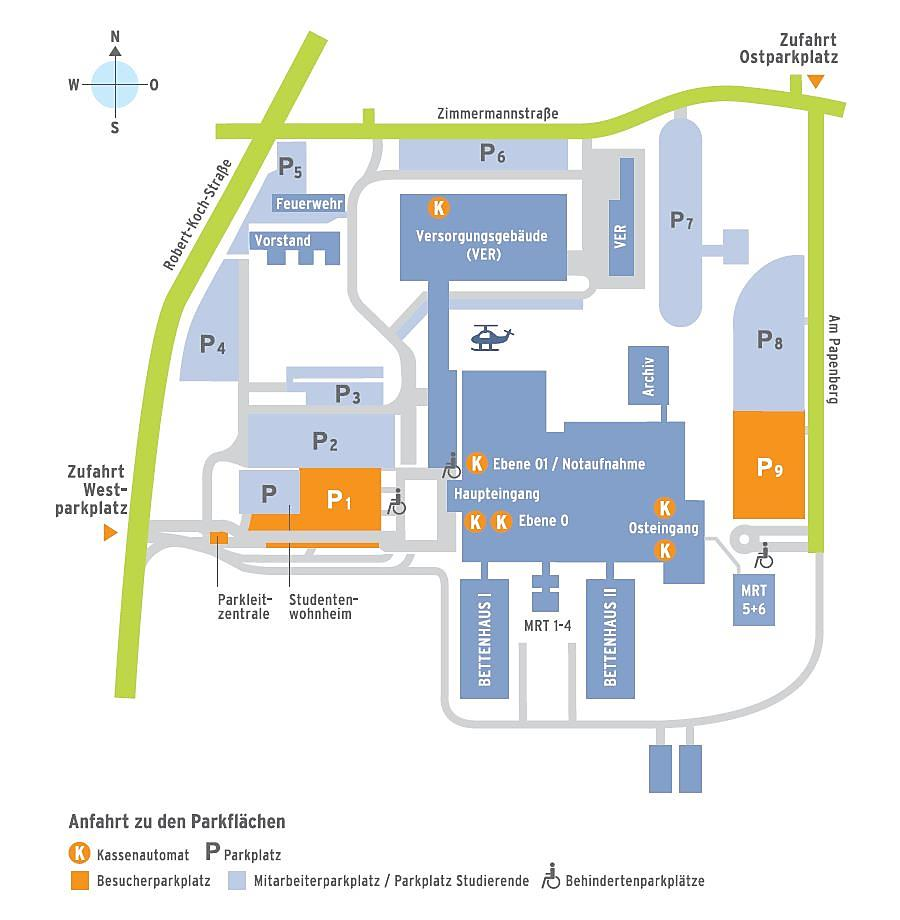 N
W
O
S
Zufahrt
Ostparkplatz
Zimmermannstraße
Robert-Koch-Straße
P5
P6
Feuerwehr
Vorstand
K
Versorgungsgebäude
(VER)
VER
P7
P4
P8
Am Papenberg
Archiv
P3
P2
K Ebene 01 / Notaufnahme
P9
Zufahrt
West-
parkplatz
P
P1
Haupteingang
K K Ebene 0
K
Osteingang
K
Parkleit-
zentrale
Studenten-
wohnheim
BETTENHAUS I
MRT 1-4
BETTENHAUS II
MRT
5+6
Anfahrt zu den Parkflächen
K Kassenautomat P Parkplatz
Besucherparkplatz Mitarbeiterparkplatz / Parkplatz Studierende Behindertenparkplätze